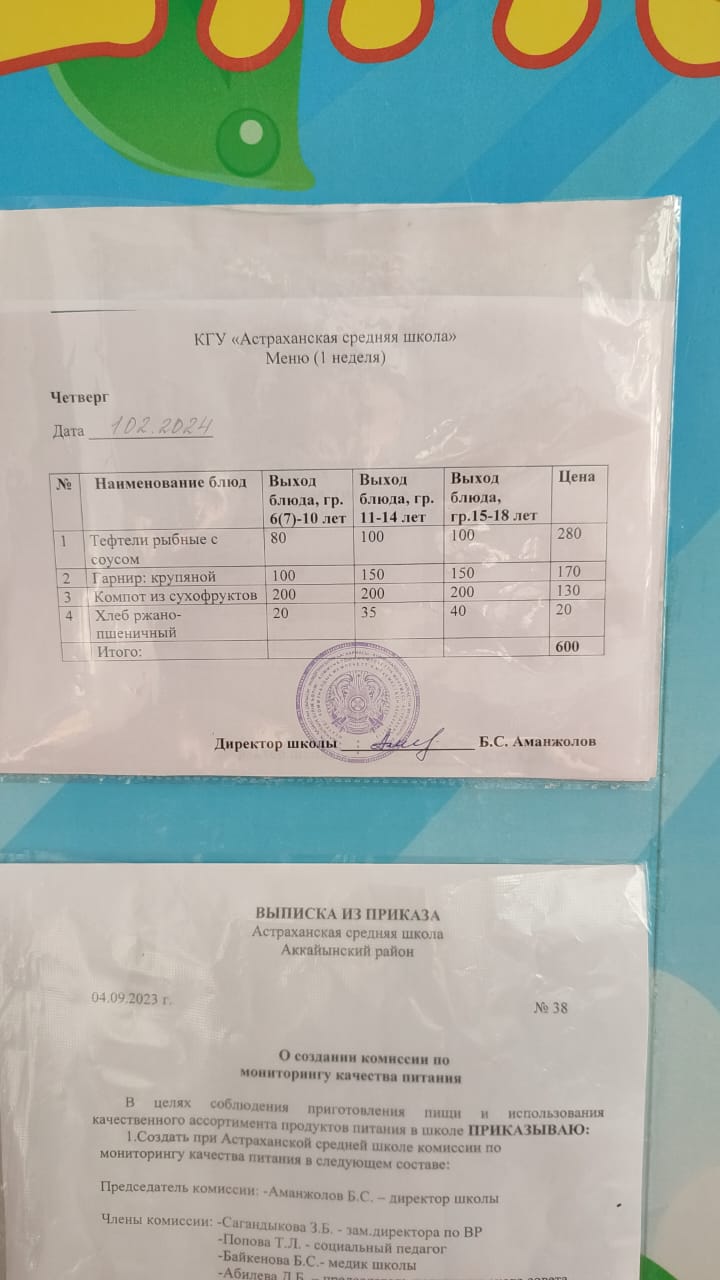 КГУ «Астраханская средняя школа»
Меню (1 неделя)
Четверг
Дата 1.02.2024
№ Наименование блюд Выход блюда, гр. 6(7)-10 лет Выход блюда, гр. 11-14 лет Выход блюда, гр.15-18 лет Цена
1 Тефтели рыбные с соусом 80 100 100 280
2 Гарнир: крупяной 100 150 150 170
3 Компот из сухофруктов 200 200 200 130
4 Хлеб ржано-пшеничный 20 35 40 20
Итого: 600
Директор школы Б.С. Аманжолов
ВЫПИСКА ИЗ ПРИКАЗА
Астраханская средняя школа
Аккайынский район
04.09.2023 г.
№ 38
О создании комиссии по
мониторингу качества питания
В целях соблюдения приготовления пищи и использования
качественного ассортимента продуктов питания в школе ПРИКАЗЫВАЮ:
1.Создать при Астраханской средней школе комиссии по
мониторингу качества питания в следующем составе:
Председатель комиссии: -Аманжолов Б.С. – директор школы
Члены комиссии: -Сагандыкова З.Б. - зам.директора по ВР
-Попова Т.Л. - социальный педагог
-Байкенова Б.С.- медик школы
-Абилева